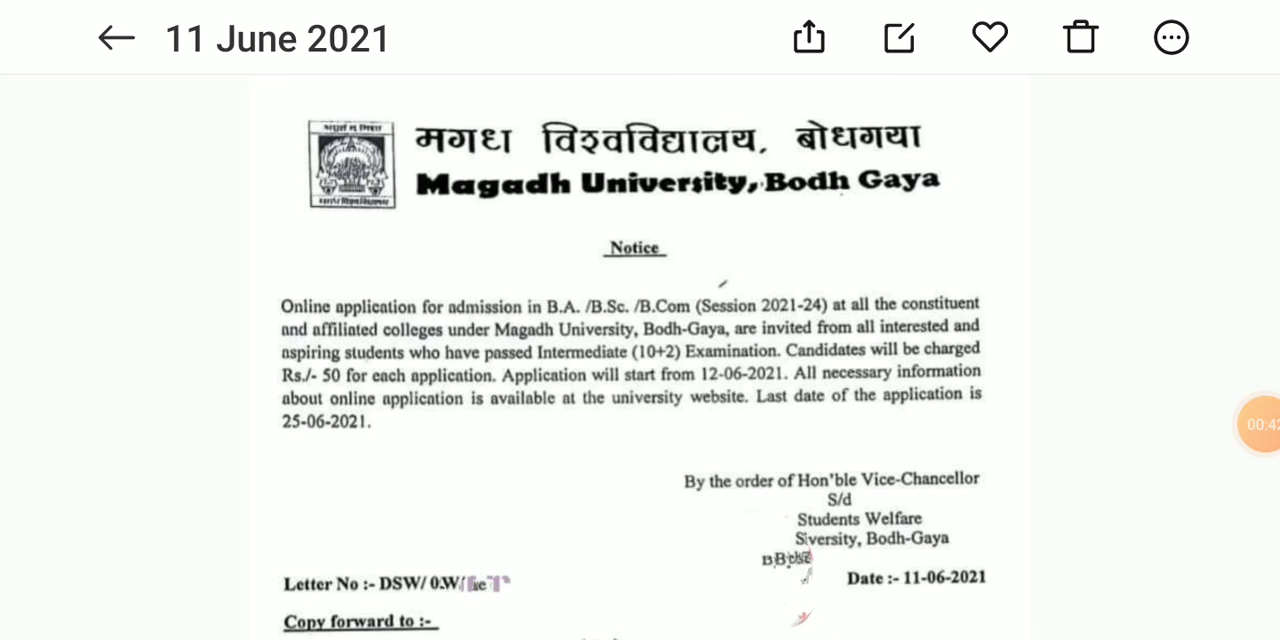 11 June 2021
मगध विश्वविद्यालय, बोधगया
Magadh University, Bodh Gaya
Notice
Online application for admission in B.A. /B.Sc. /B.Com (Session 2021-24) at all the constituent
and affiliated colleges under Magadh University, Bodh-Gaya, are invited from all interested and
aspiring students who have passed Intermediate (10+2) Examination. Candidates will be charged
Rs./- 50 for each application. Application will start from 12-06-2021. All necessary information
about online application is available at the university website. Last date of the application is
25-06-2021.
00:42
By the order of Hon'ble Vice-Chancellor
S/d
Students Welfare
Siversity, Bodh-Gaya
Letter No :- DSW/ 0.W/
Date :- 11-06-2021
Copy forward to :-